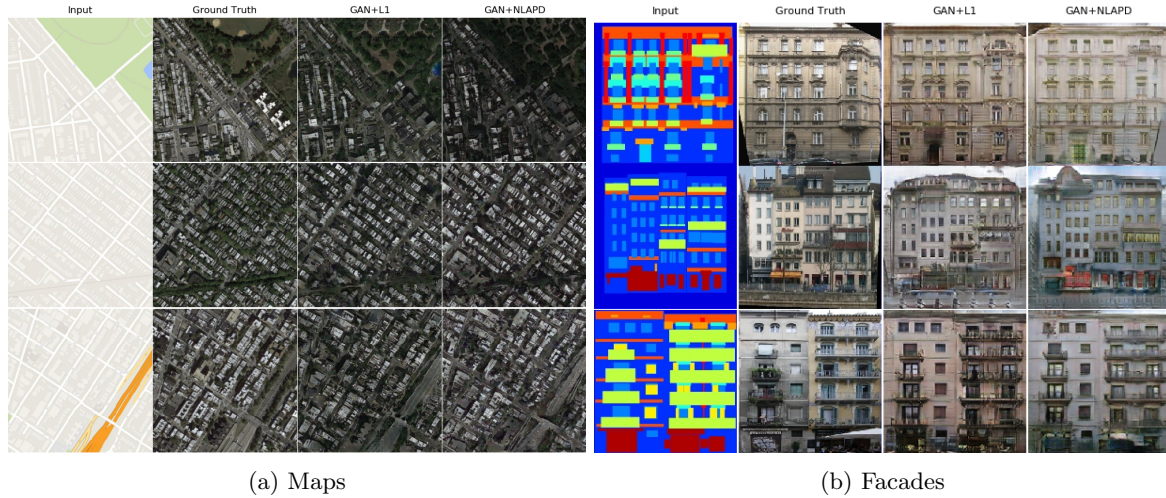 Input Ground Truth GAN+L1 GAN+NLAPD
Input Ground Truth GAN+L1 GAN+NLAPD
(a) Maps
(b) Facades